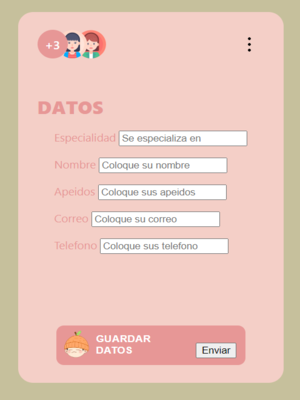 +3
DATOS
Especialidad Se especializa en
Nombre Coloque su nombre
Apeidos Coloque sus apeidos
Correo Coloque su correo
Telefono Coloque sus telefono
GUARDAR
DATOS
Enviar